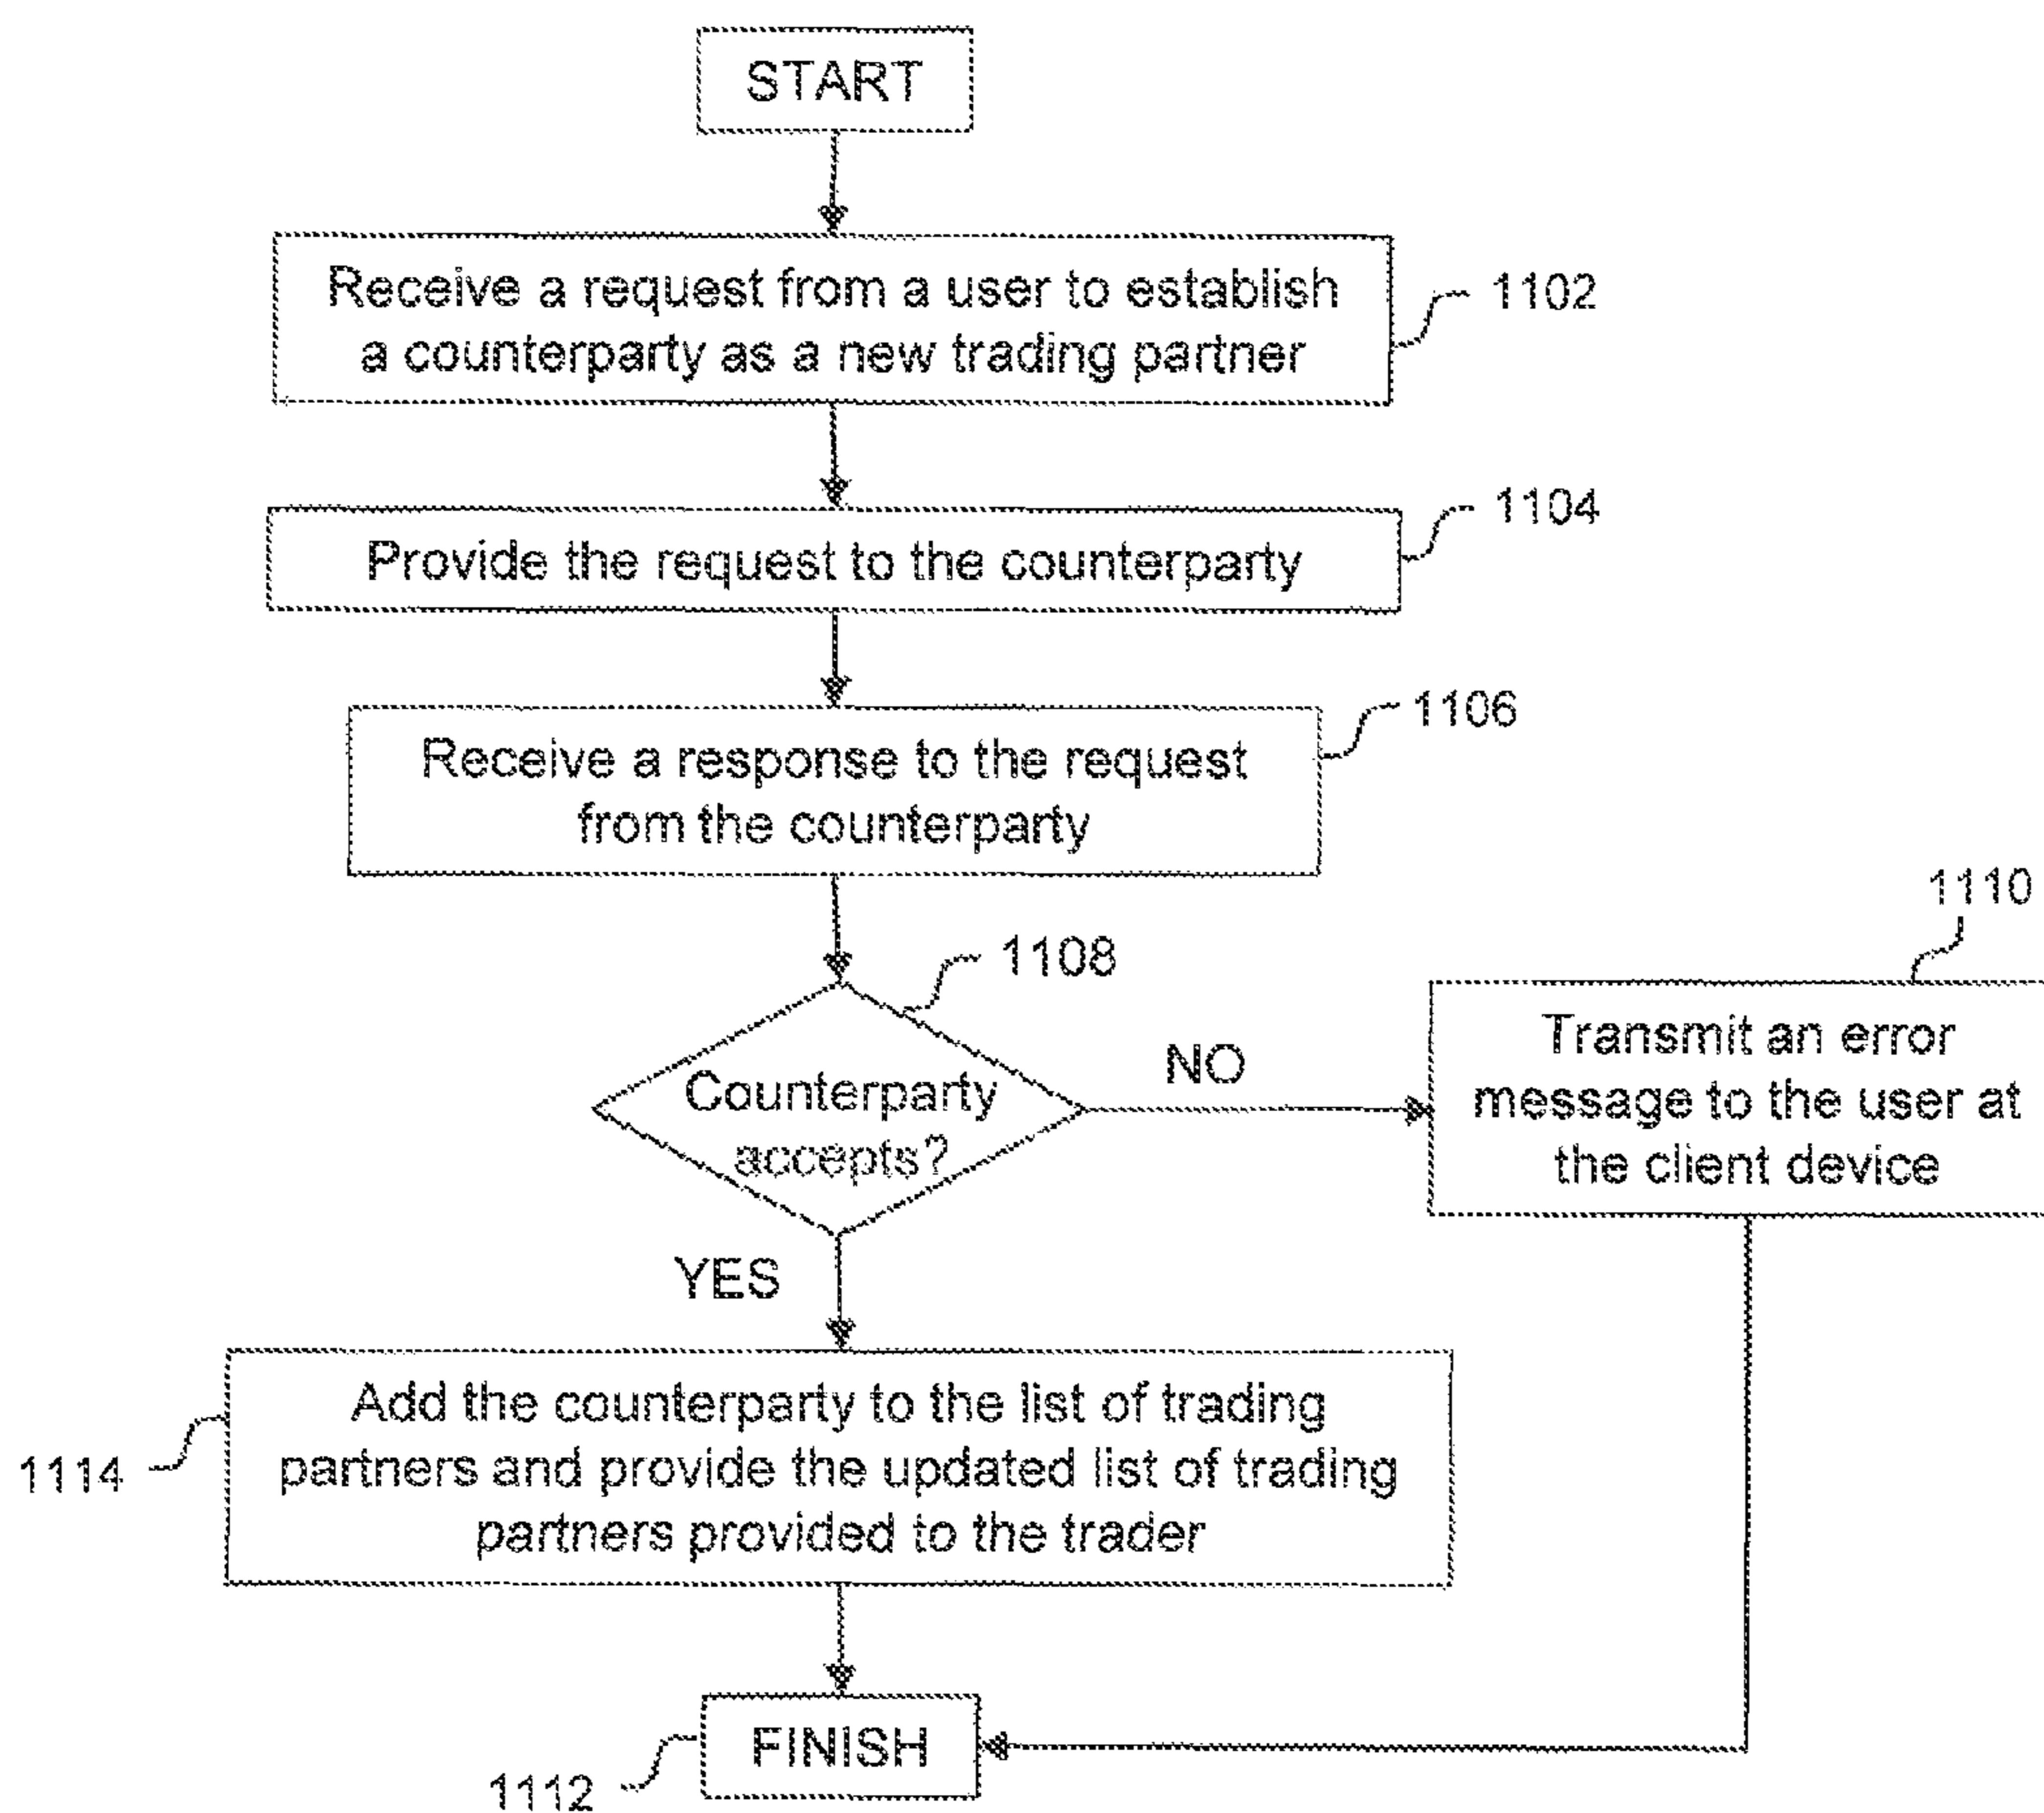 START
Receive a request from a user to establish
a counterparty as a new trading partner
1102
Provide the request to the counterparty
1104
Receive a response to the request
from the counterparty
1106
Counterparty
accepts?
1108
NO
Transmit an error
message to the user at
the client device
1110
YES
Add the counterparty to the list of trading
partners and provide the updated list of trading
partners provided to the trader
1114
FINISH
1112